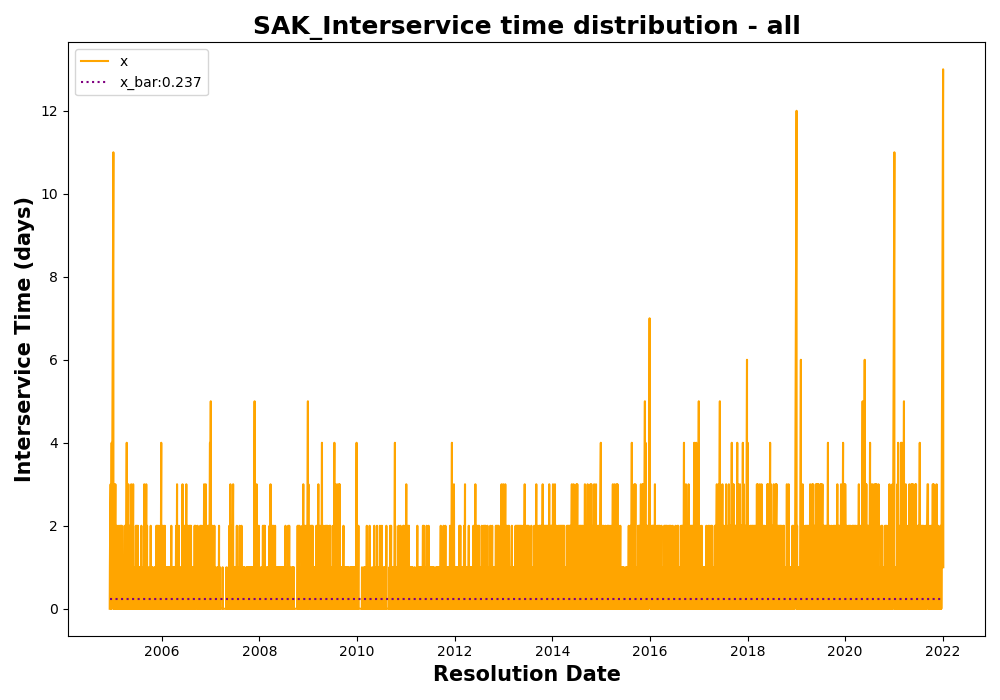 SAK_Interservice time distribution - all
x
x_bar:0.237
Interservice Time (days)
12
10
8
6
4
2
0
2006 2008 2010 2012 2014 2016 2018 2020 2022
Resolution Date